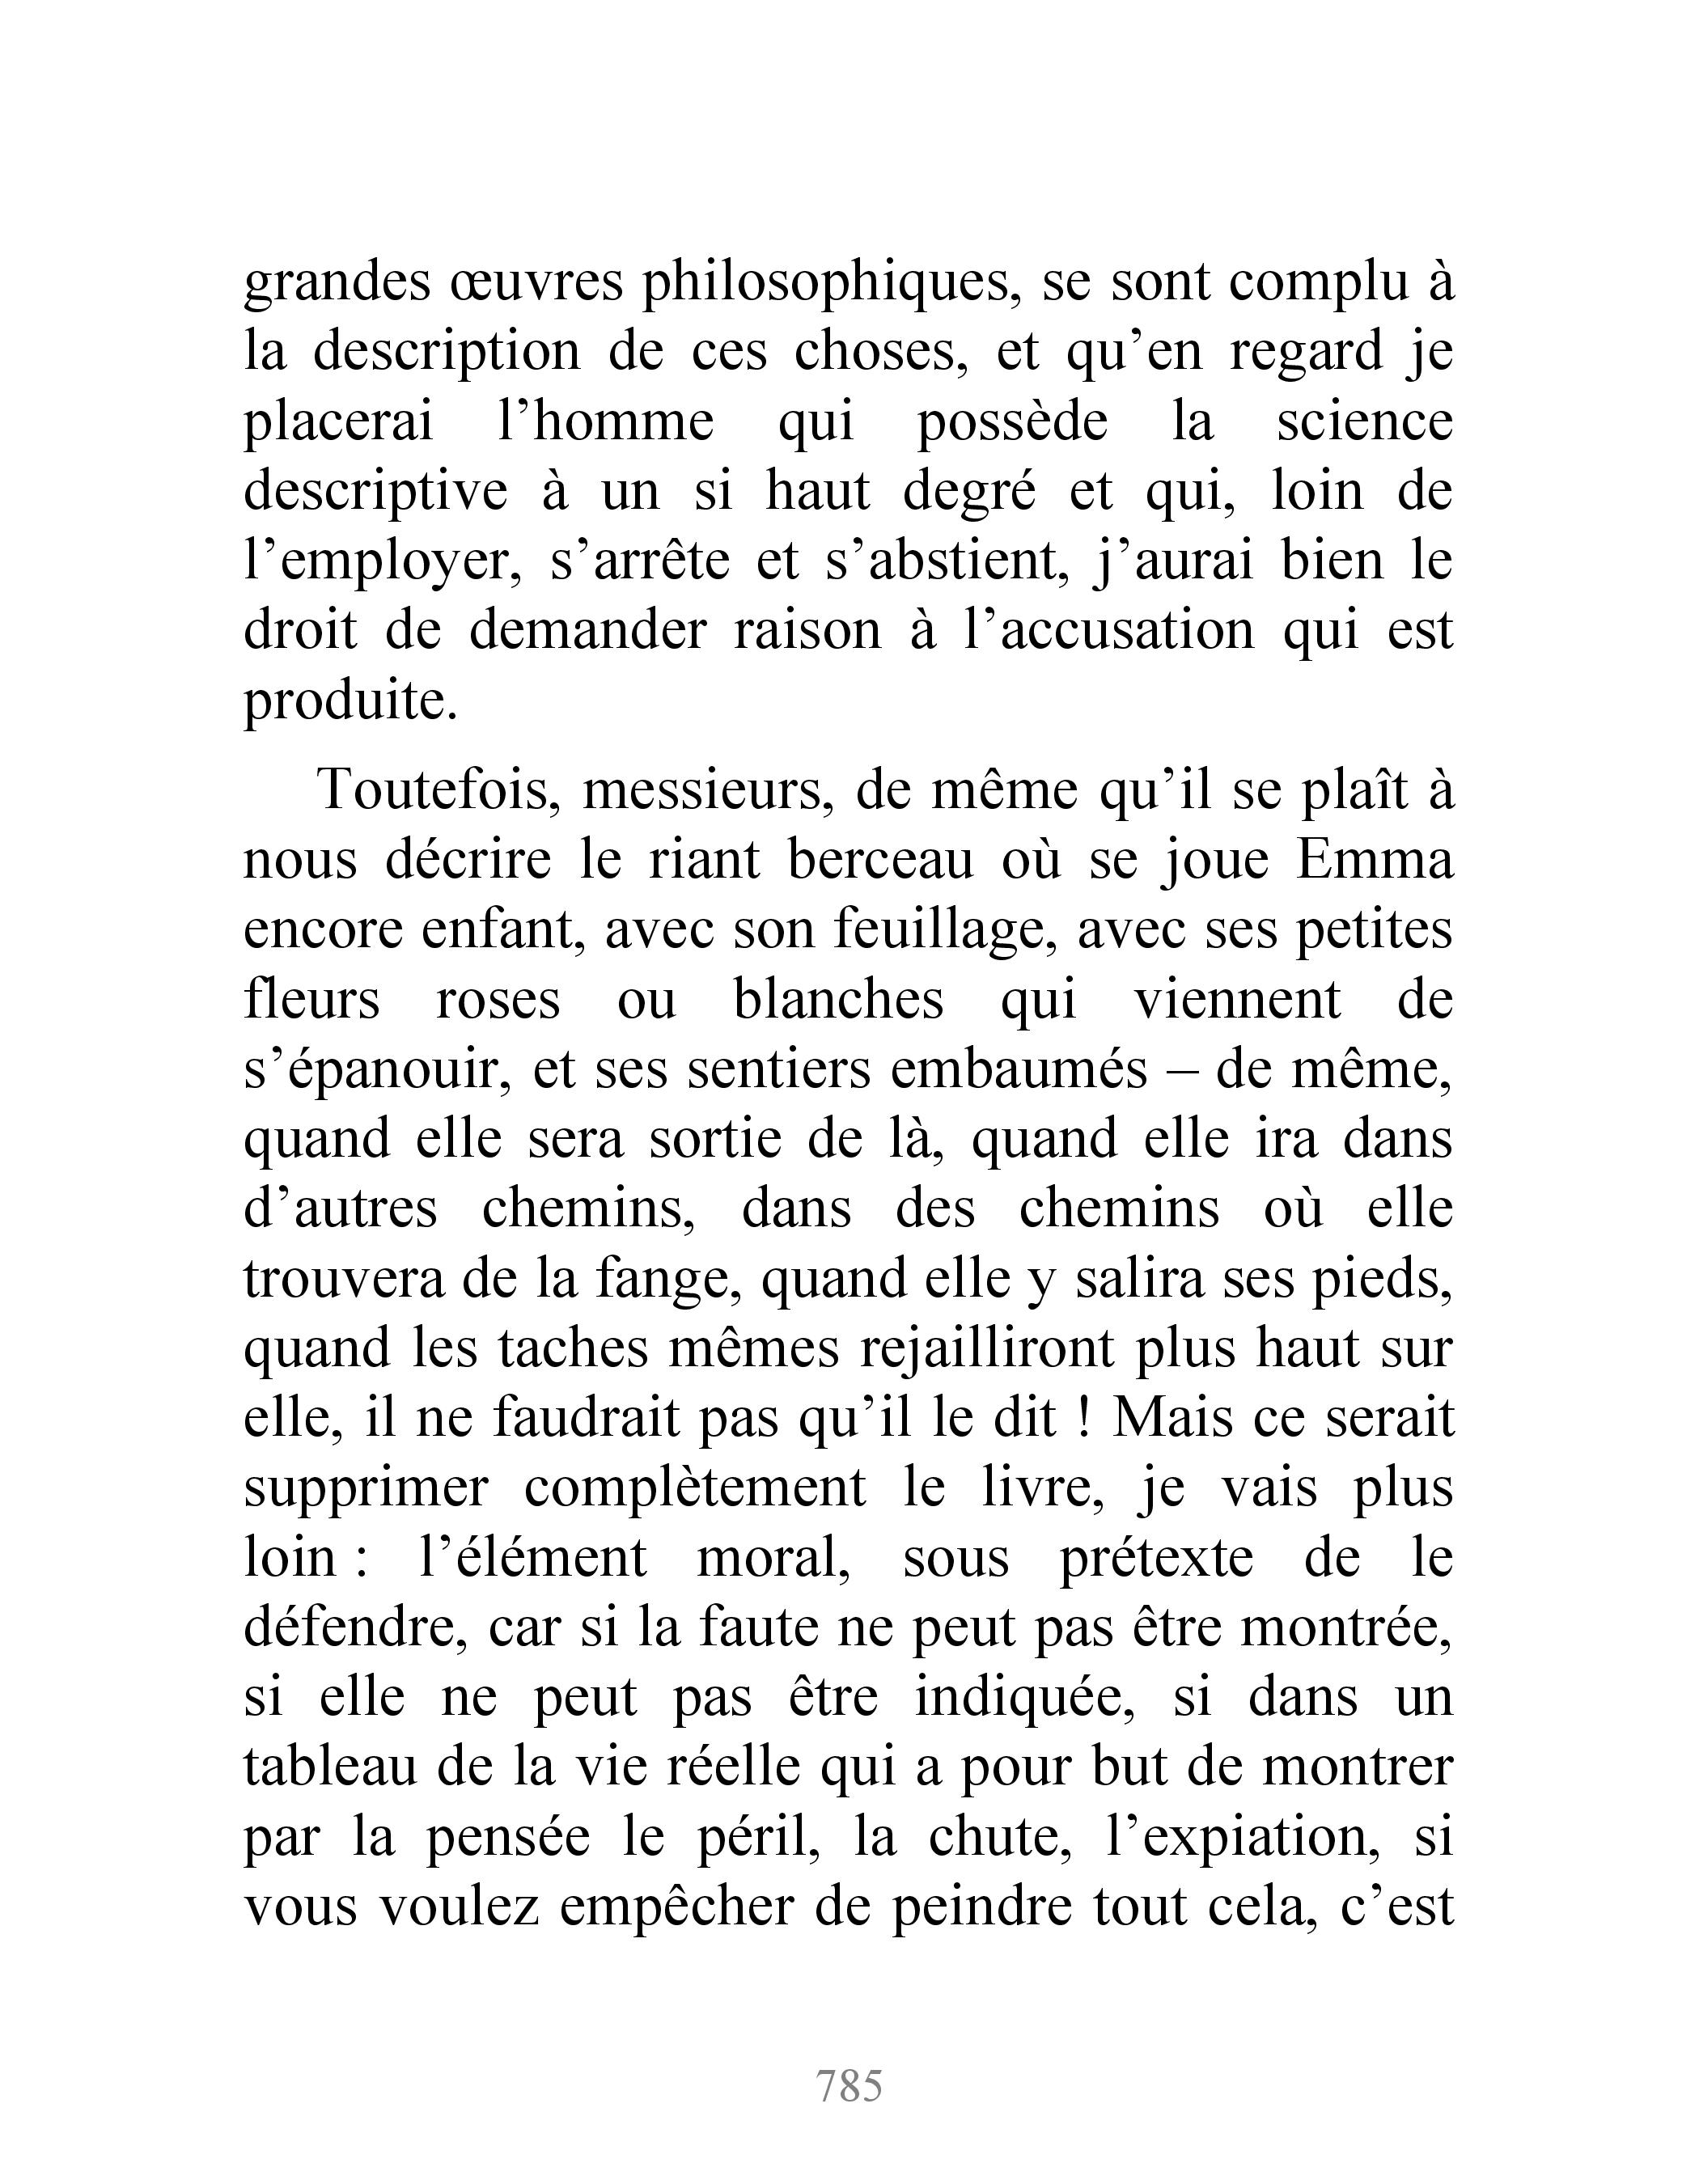 grandes œuvres philosophiques, se sont complu à
la description de ces choses, et qu’en regard je
placerai l’homme qui possède la science
descriptive à un si haut degré et qui, loin de
l’employer, s’arrête et s’abstient, j’aurai bien le
droit de demander raison à l’accusation qui est
produite.
Toutefois, messieurs, de même qu’il se plaît à
nous décrire le riant berceau où se joue Emma
encore enfant, avec son feuillage, avec ses petites
fleurs roses ou blanches qui viennent de
s’épanouir, et ses sentiers embaumés – de même,
quand elle sera sortie de là, quand elle ira dans
d’autres chemins, dans des chemins où elle
trouvera de la fange, quand elle y salira ses pieds,
quand les taches mêmes rejailliront plus haut sur
elle, il ne faudrait pas qu’il le dit ! Mais ce serait
supprimer complètement le livre, je vais plus
loin : l’élément moral, sous prétexte de le
défendre, car si la faute ne peut pas être montrée,
si elle ne peut pas être indiquée, si dans un
tableau de la vie réelle qui a pour but de montrer
par la pensée le péril, la chute, l’expiation, si
vous voulez empêcher de peindre tout cela, c’est
785